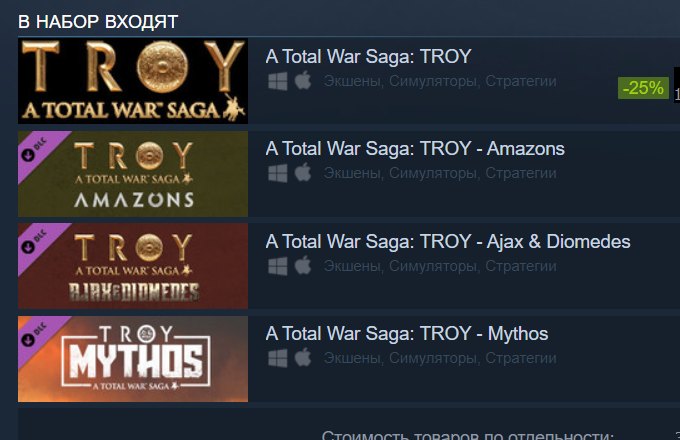 В НАБОР ВХОДЯТ
TROY
A TOTAL WAR™ SAGA
A Total War Saga: TROY
Экшены, Симуляторы, Стратегии
-25%
DLC
TROY
A TOTAL WAR SAGA
AMAZONS
A Total War Saga: TROY - Amazons
Экшены, Симуляторы, Стратегии
DLC
TROY
A TOTAL WAR SAGA
AJAX & DIOMEDES
A Total War Saga: TROY - Ajax & Diomedes
Экшены, Симуляторы, Стратегии
DLC
TROY
MYTHOS
A TOTAL WAR SAGA
A Total War Saga: TROY - Mythos
Экшены, Симуляторы, Стратегии
Стоимость товаров по отдельности: